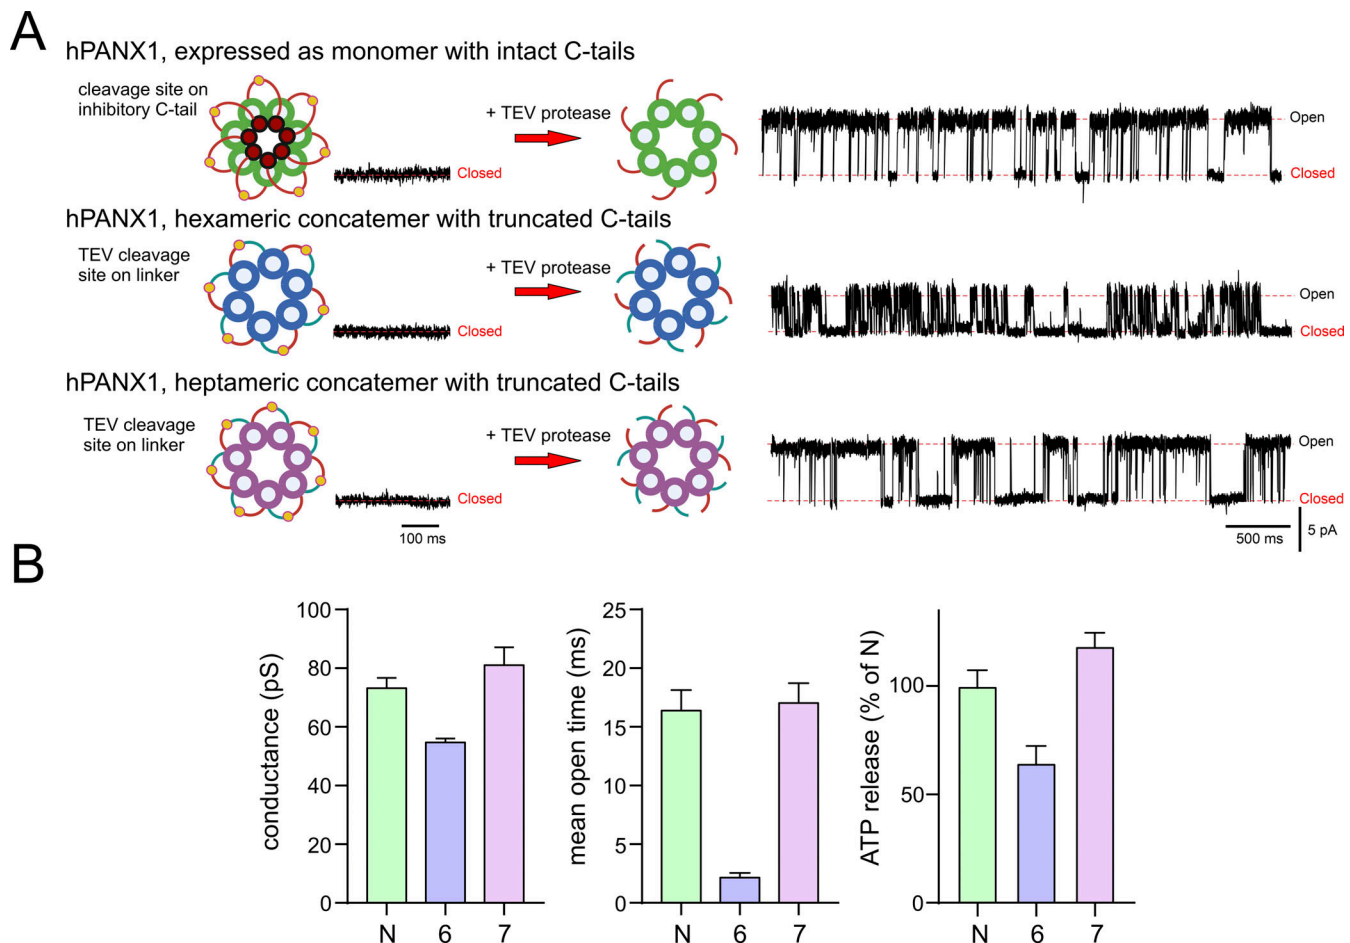 A
hPANX1, expressed as monomer with intact C-tails
cleavage site on
inhibitory C-tail
+ TEV protease
Closed
Open
Closed
hPANX1, hexameric concatemer with truncated C-tails
TEV cleavage
site on linker
+ TEV protease
Closed
Open
Closed
hPANX1, heptameric concatemer with truncated C-tails
TEV cleavage
site on linker
+ TEV protease
Closed
Open
Closed
100 ms
500 ms
5 pA
B
conductance (pS)
100
80
60
40
20
0
N 6 7
mean open time (ms)
25
20
15
10
5
0
N 6 7
ATP release (% of N)
100
50
0
N 6 7